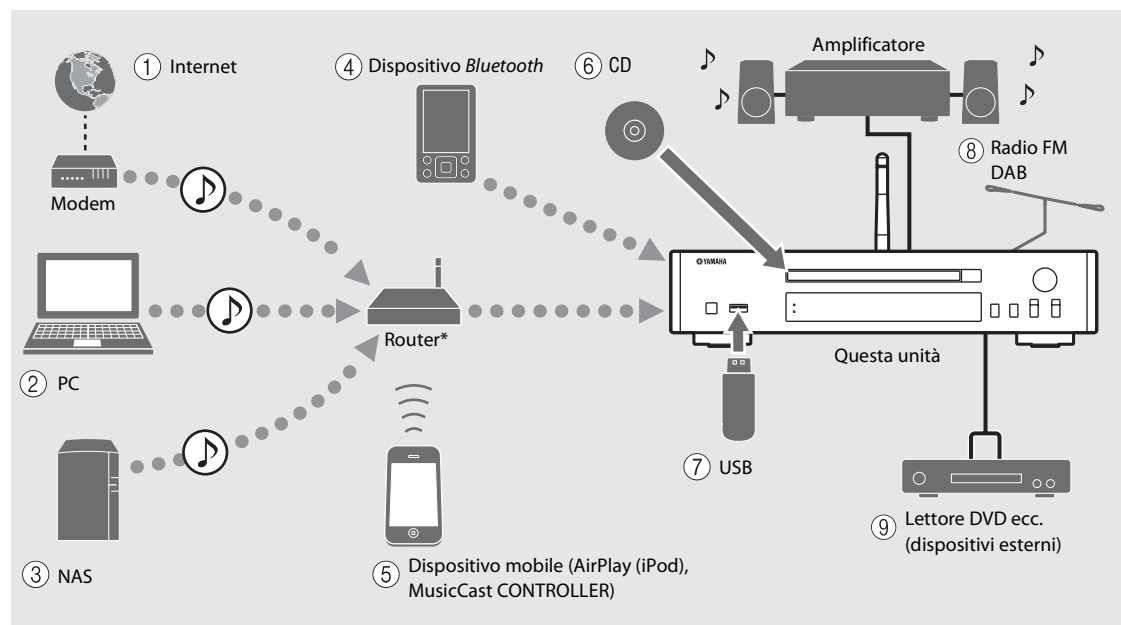 ① Internet
Modem
② PC
③ NAS
Router*
④ Dispositivo Bluetooth
⑤ Dispositivo mobile (AirPlay (iPod),
MusicCast CONTROLLER)
⑥ CD
Amplificatore
⑧ Radio FM
DAB
YAMAHA
Questa unità
⑦ USB
⑨ Lettore DVD ecc.
(dispositivi esterni)